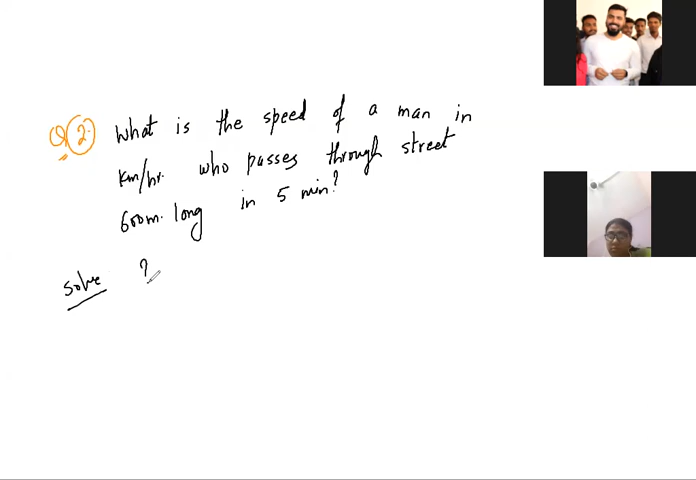 Q 2. What is the speed of a man in
km/hr. who passes through street
600m. long in 5 min?
solve ?